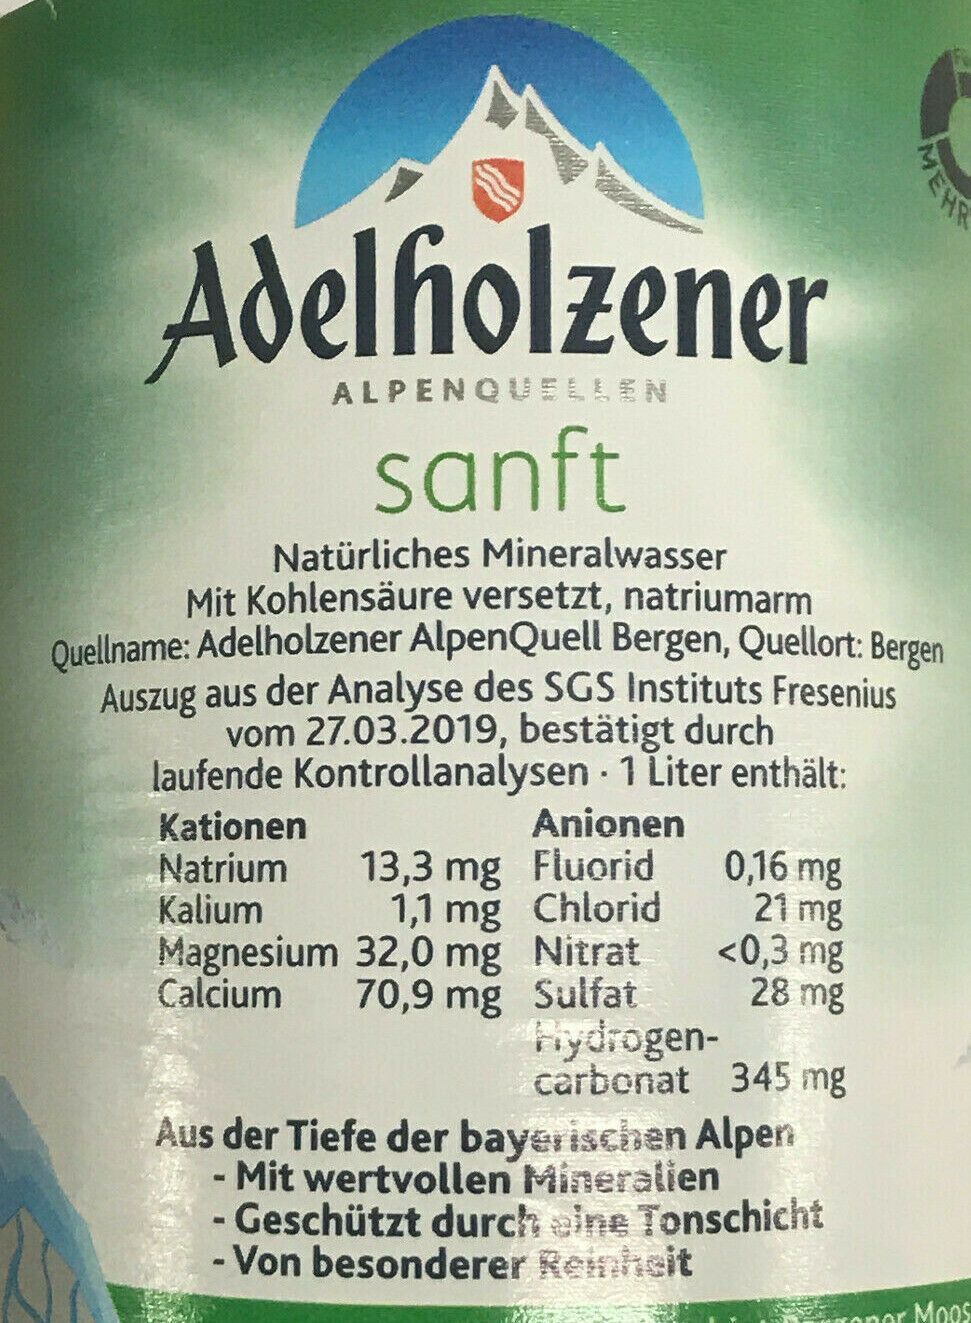 MEHR
Adelholzener
ALPENQUELLEN
sanft
Natürliches Mineralwasser
Mit Kohlensäure versetzt, natriumarm
Quellname: Adelholzener AlpenQuell Bergen, Quellort: Bergen
Auszug aus der Analyse des SGS Instituts Fresenius
vom 27.03.2019, bestätigt durch
laufende Kontrollanalysen · 1 Liter enthält:
Kationen Anionen
Natrium 13,3 mg Fluorid 0,16 mg
Kalium 1,1 mg Chlorid 21 mg
Magnesium 32,0 mg Nitrat <0,3 mg
Calcium 70,9 mg Sulfat 28 mg
Hydrogen-
carbonat 345 mg
Aus der Tiefe der bayerischen Alpen
- Mit wertvollen Mineralien
- Geschützt durch eine Tonschicht
- Von besonderer Reinheit
Moos